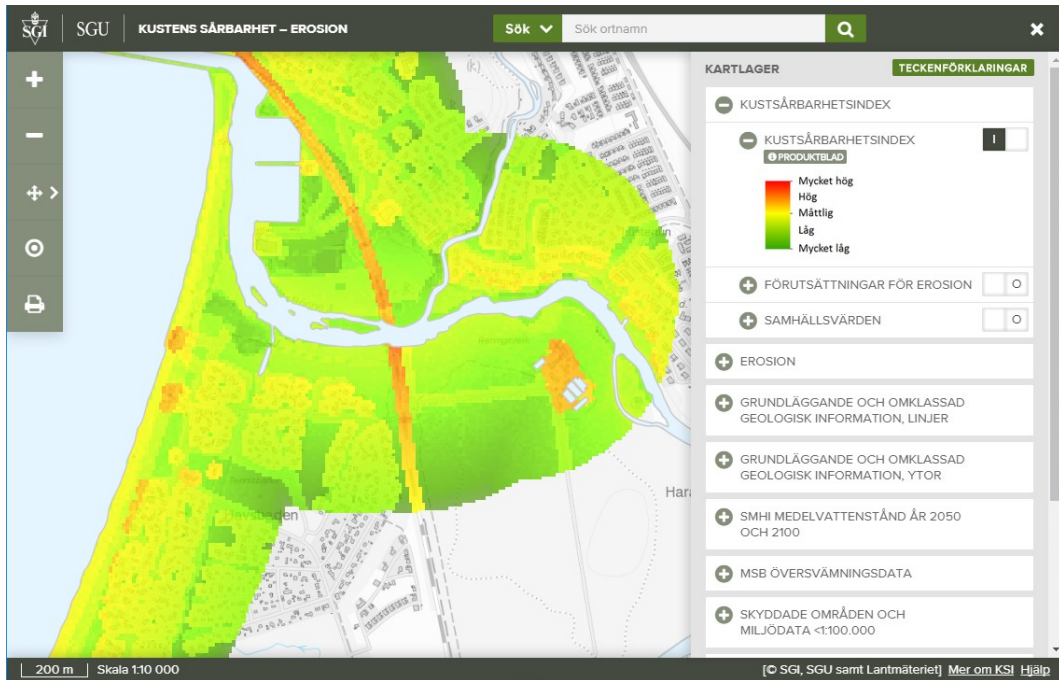 SGI
SGU
KUSTENS SÅRBARHET – EROSION
Sök
Sök ortnamn
KARTLAGER
TECKENFÖRKLARINGAR
KUSTSÅRBARHETSINDEX
KUSTSÅRBARHETSINDEX
PRODUKTBLAD
Mycket hög
Hög
Måttlig
Låg
Mycket låg
FÖRUTSÄTTNINGAR FÖR EROSION
SAMHÄLLSVÄRDEN
EROSION
GRUNDLÄGGANDE OCH OMKLASSAD
GEOLOGISK INFORMATION, LINJER
GRUNDLÄGGANDE OCH OMKLASSAD
GEOLOGISK INFORMATION, YTOR
SMHI MEDELVATTENSTÅND ÅR 2050
OCH 2100
MSB ÖVERSVÄMNINGSDATA
SKYDDADE OMRÅDEN OCH
MILJÖDATA <1:100.000
(k)
Reningsverk
Hara
Havsbaden
200 m
Skala 1:10 000
[© SGI, SGU samt Lantmäteriet] Mer om KSI Hjälp